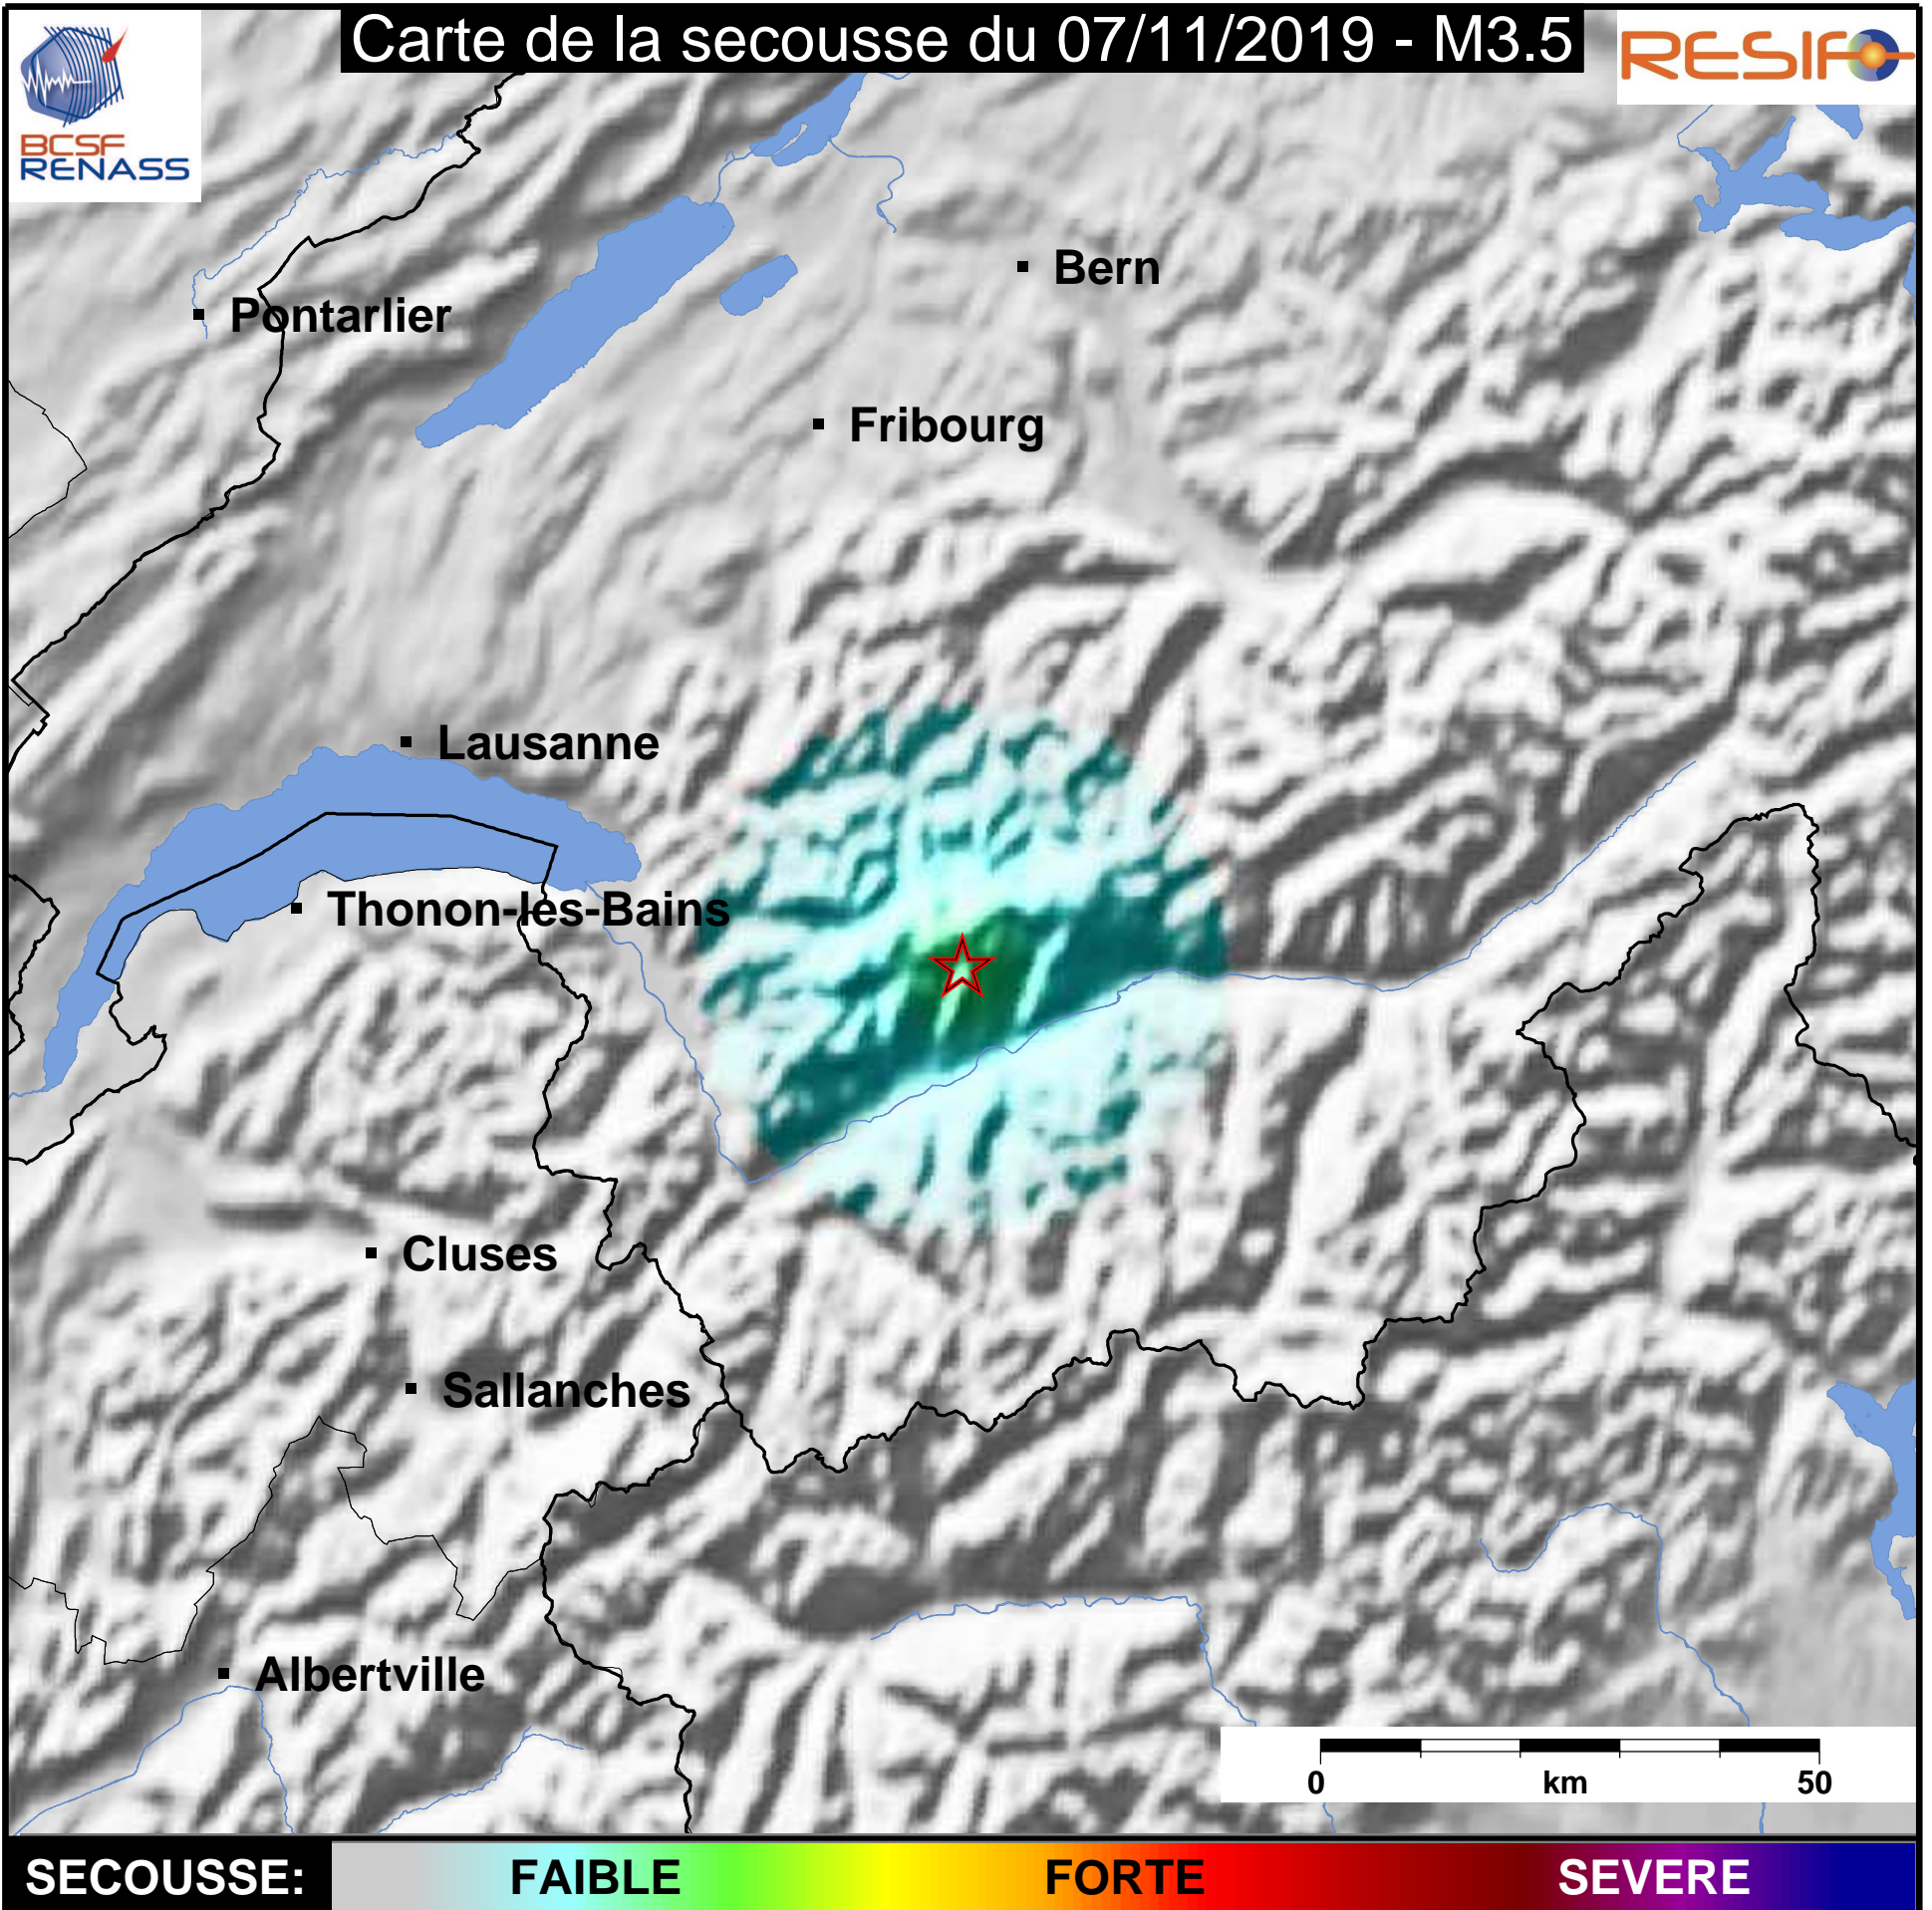 Carte de la secousse du 07/11/2019 - M3.5
RESIF
BCSF
RENASS
Bern
Pontarlier
Fribourg
Lausanne
Thonon-les-Bains
Cluses
Sallanches
Albertville
0 km 50
SECOUSSE: FAIBLE FORTE SEVERE